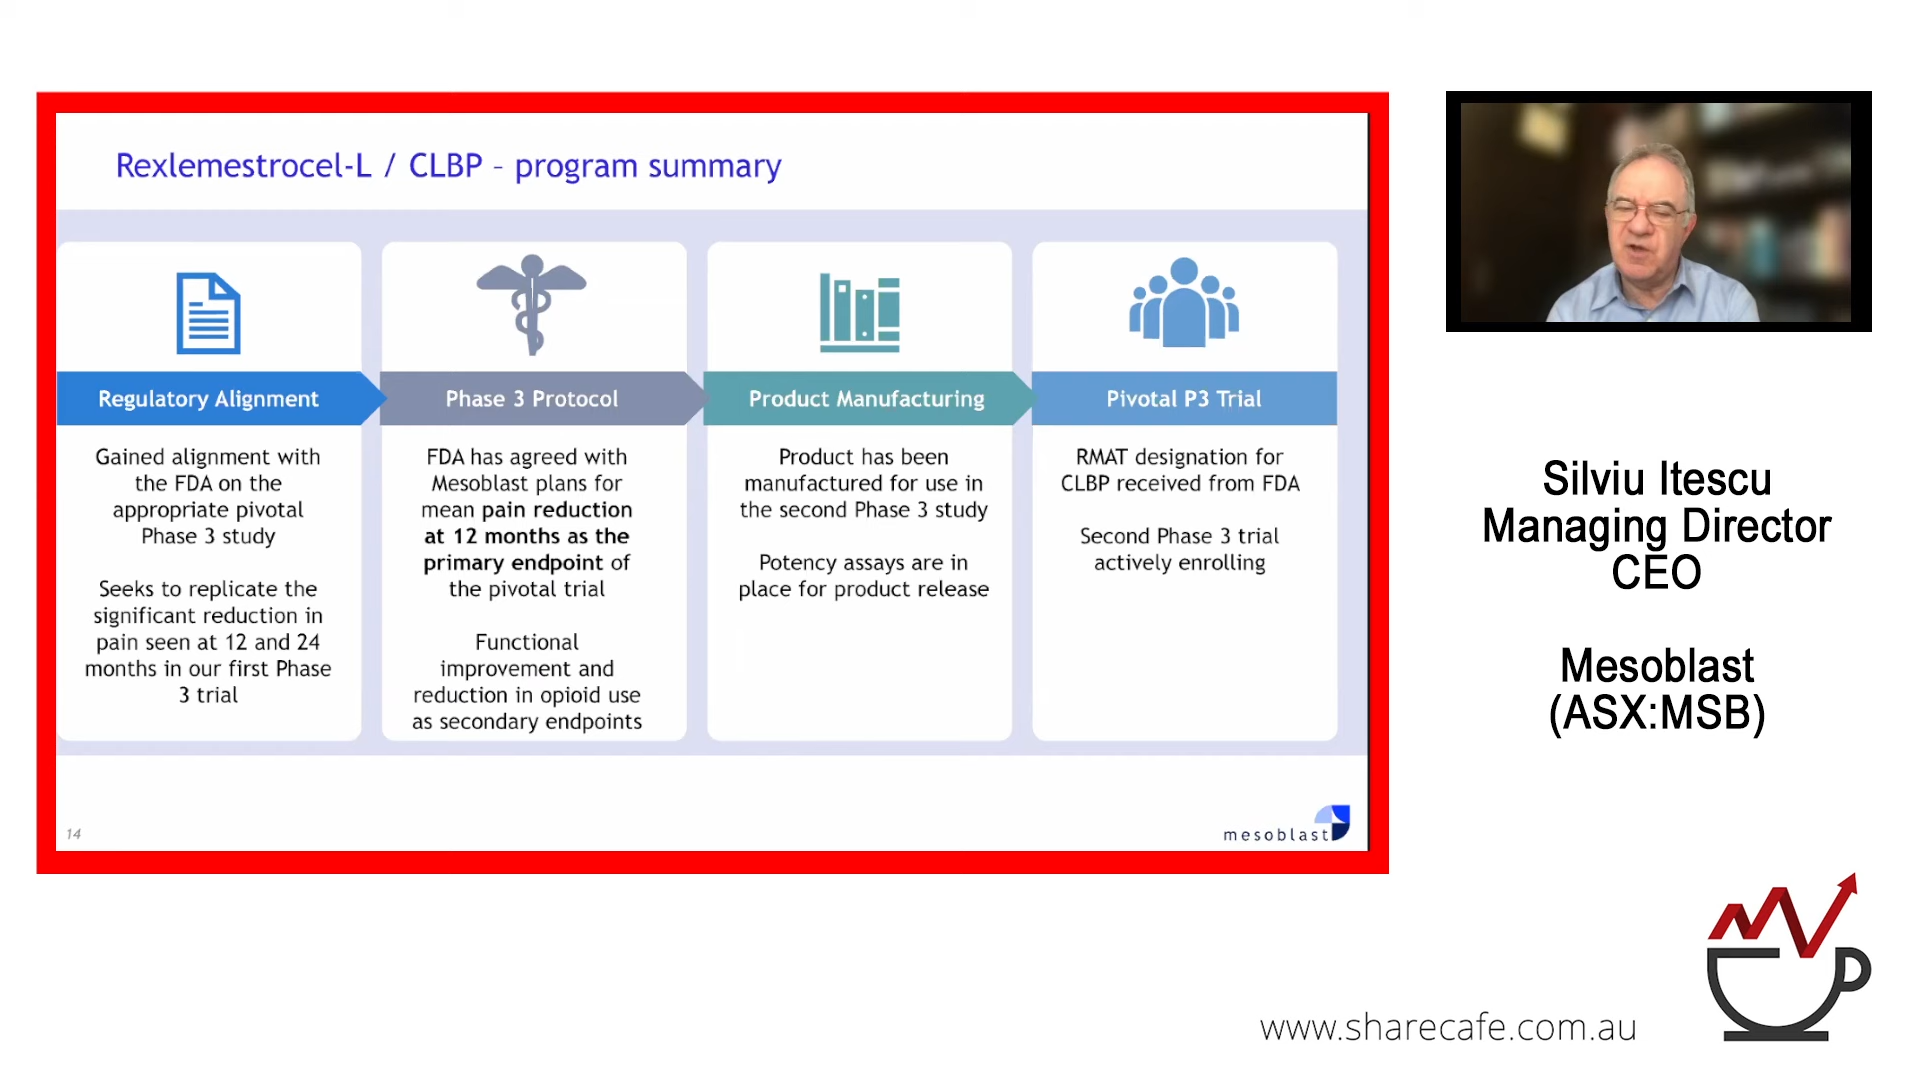 Rexlemestrocel-L / CLBP – program summary
Regulatory Alignment
Gained alignment with
the FDA on the
appropriate pivotal
Phase 3 study
Seeks to replicate the
significant reduction in
pain seen at 12 and 24
months in our first Phase
3 trial
Phase 3 Protocol
FDA has agreed with
Mesoblast plans for
mean pain reduction
at 12 months as the
primary endpoint of
the pivotal trial
Functional
improvement and
reduction in opioid use
as secondary endpoints
Product Manufacturing
Product has been
manufactured for use in
the second Phase 3 study
Potency assays are in
place for product release
Pivotal P3 Trial
RMAT designation for
CLBP received from FDA
Second Phase 3 trial
actively enrolling
14
mesoblast
Silviu Itescu
Managing Director
CEO
Mesoblast
(ASX:MSB)
www.sharecafe.com.au